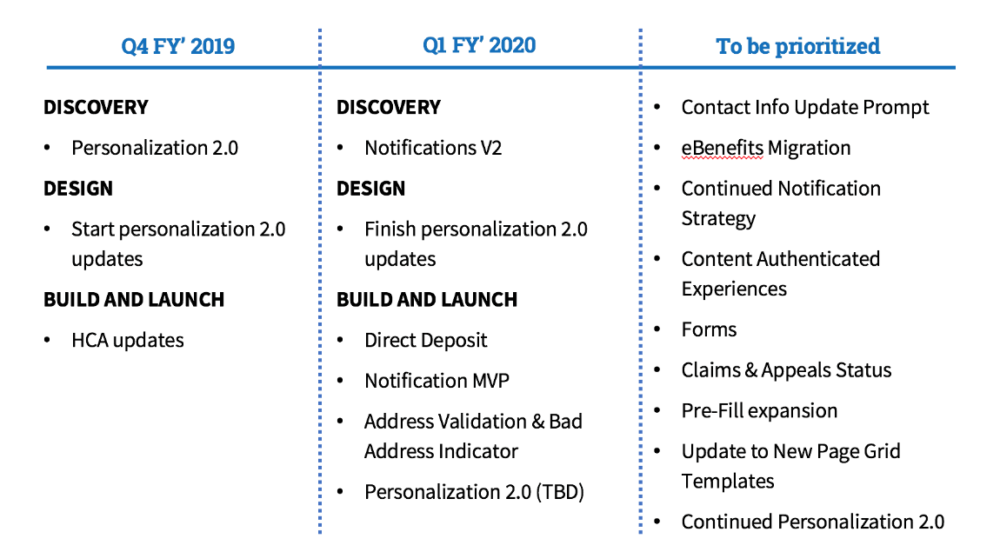 Q4 FY’ 2019
DISCOVERY
• Personalization 2.0
DESIGN
• Start personalization 2.0
updates
BUILD AND LAUNCH
• HCA updates
Q1 FY’ 2020
DISCOVERY
• Notifications V2
DESIGN
• Finish personalization 2.0
updates
BUILD AND LAUNCH
• Direct Deposit
• Notification MVP
• Address Validation & Bad
Address Indicator
• Personalization 2.0 (TBD)
To be prioritized
• Contact Info Update Prompt
• eBenefits Migration
• Continued Notification
Strategy
• Content Authenticated
Experiences
• Forms
• Claims & Appeals Status
• Pre-Fill expansion
• Update to New Page Grid
Templates
• Continued Personalization 2.0